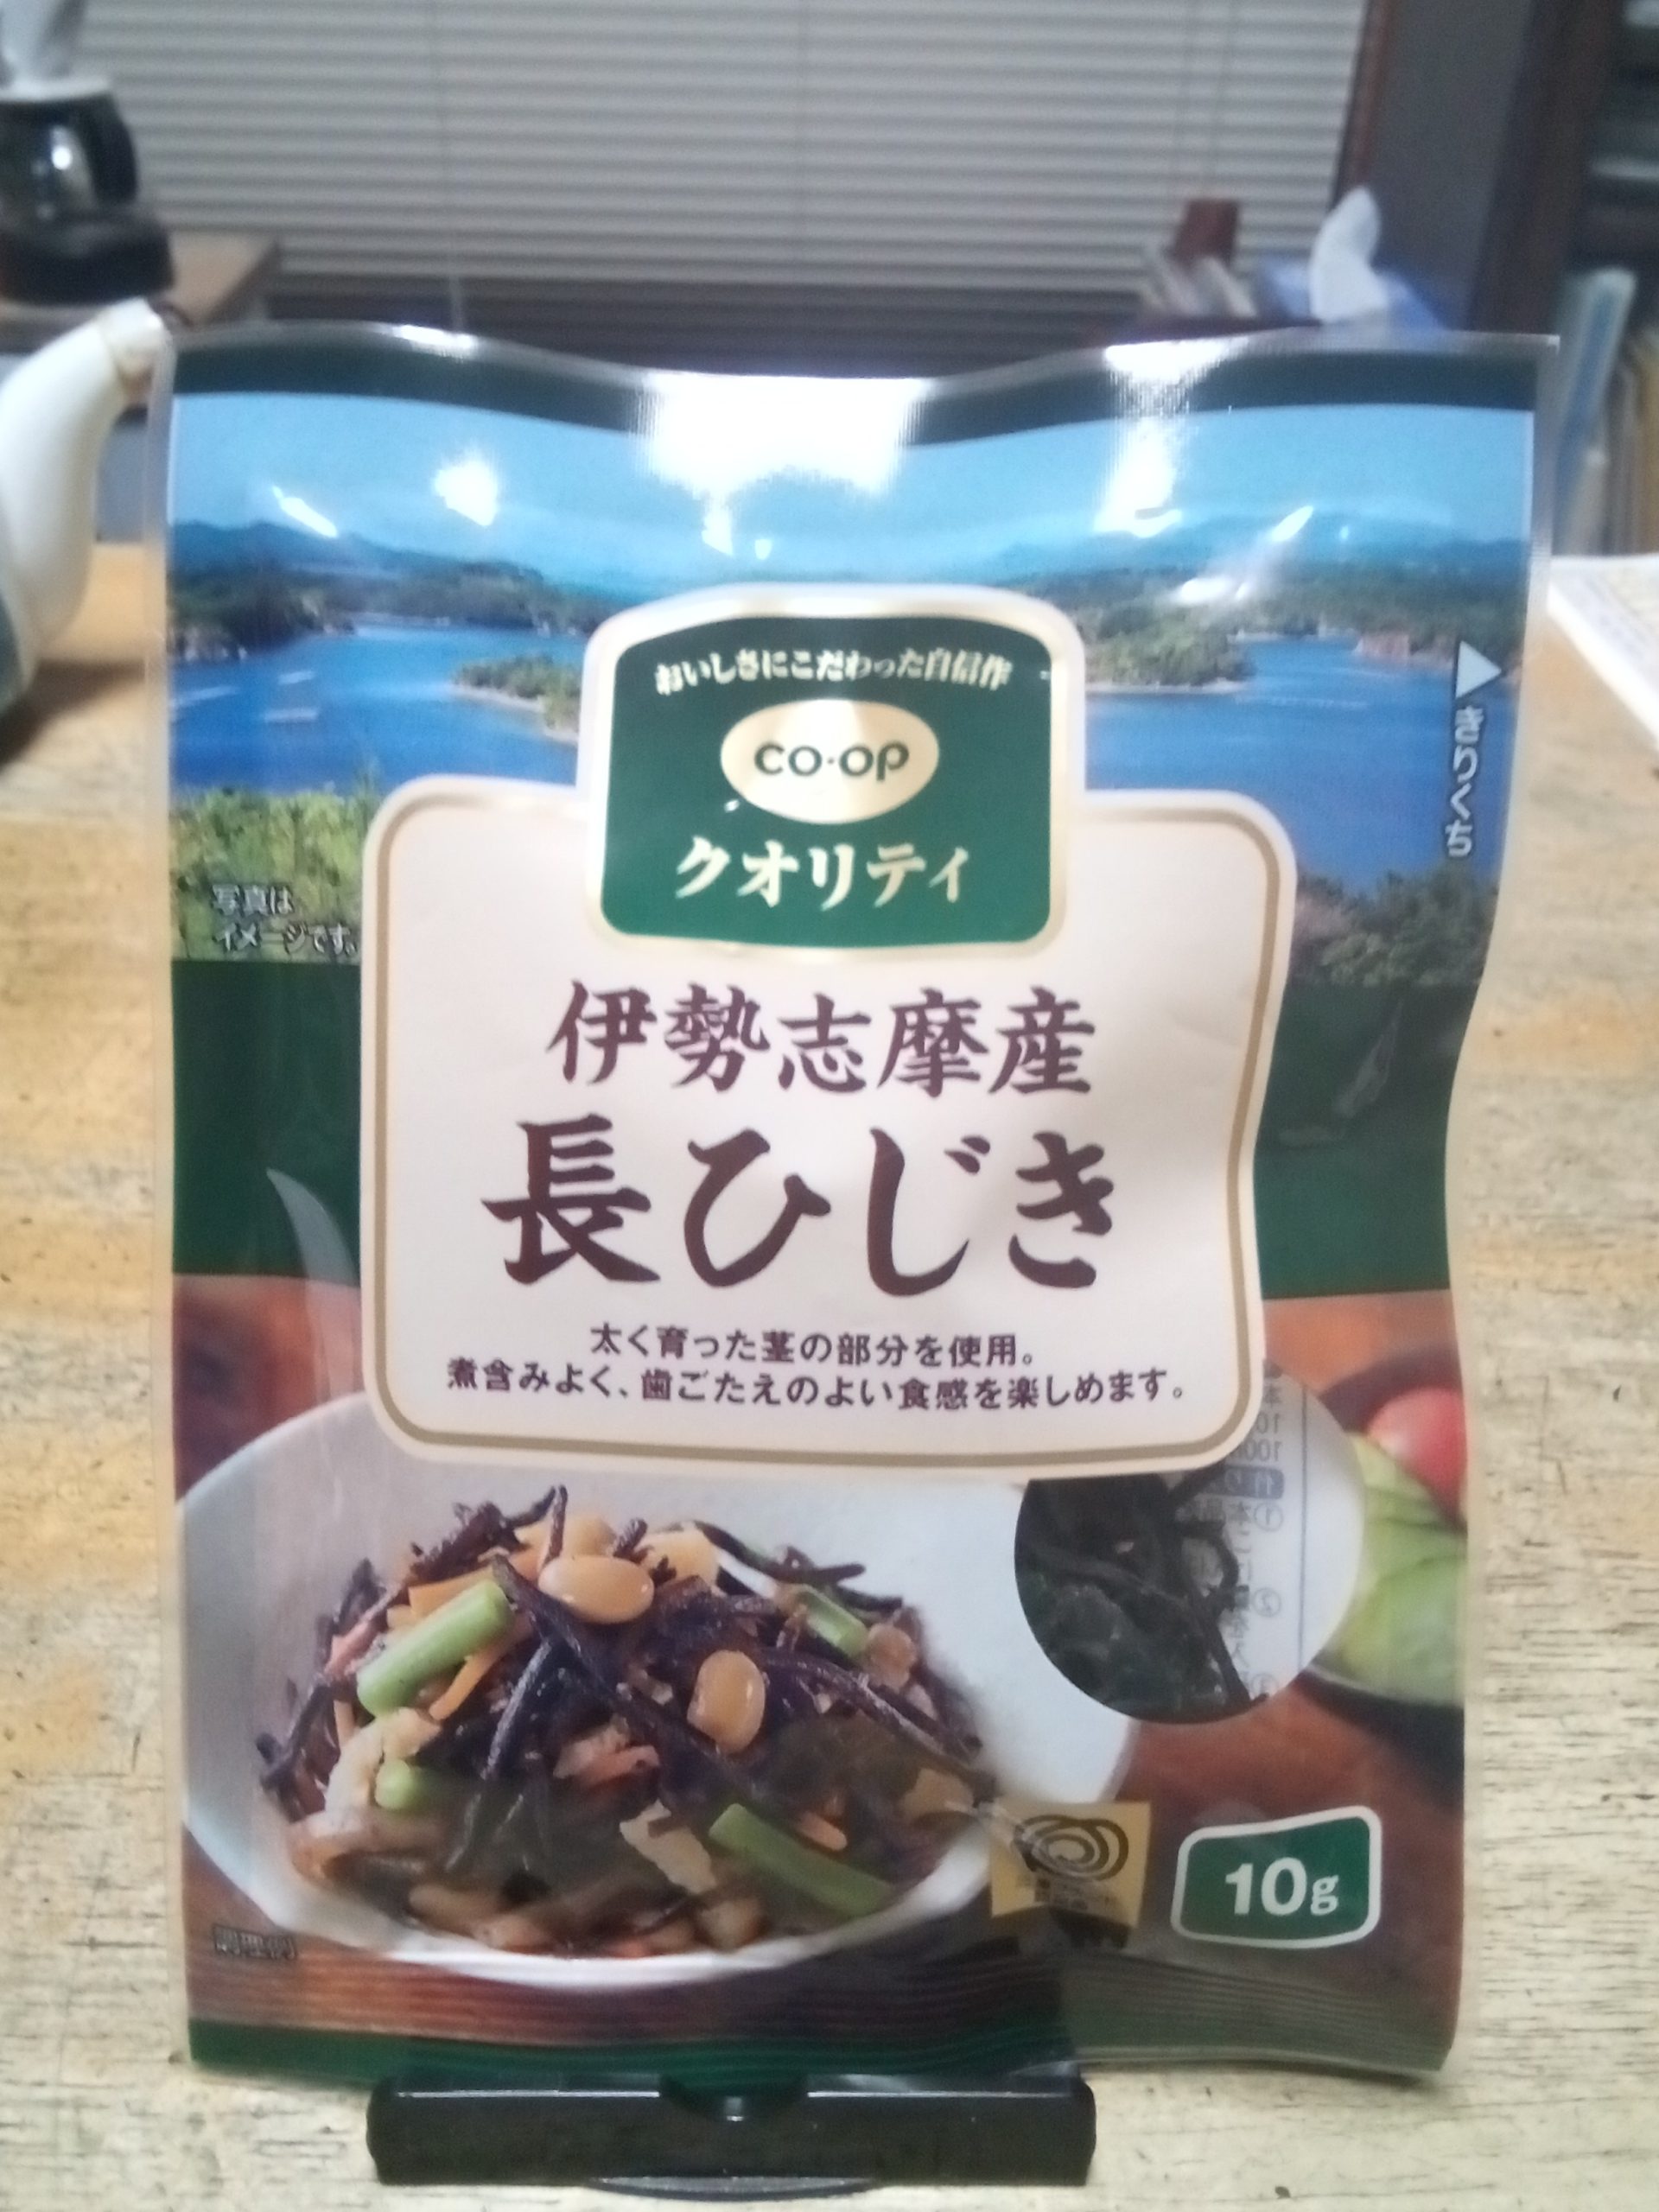 おいしさにこだわった自信作
co·op
クオリティ
きりくち
写真は
イメージです。
伊勢志摩産
長ひじき
太く育った茎の部分を使用。
煮含みよく、歯ごたえのよい食感を楽しめます。
10g
調理例